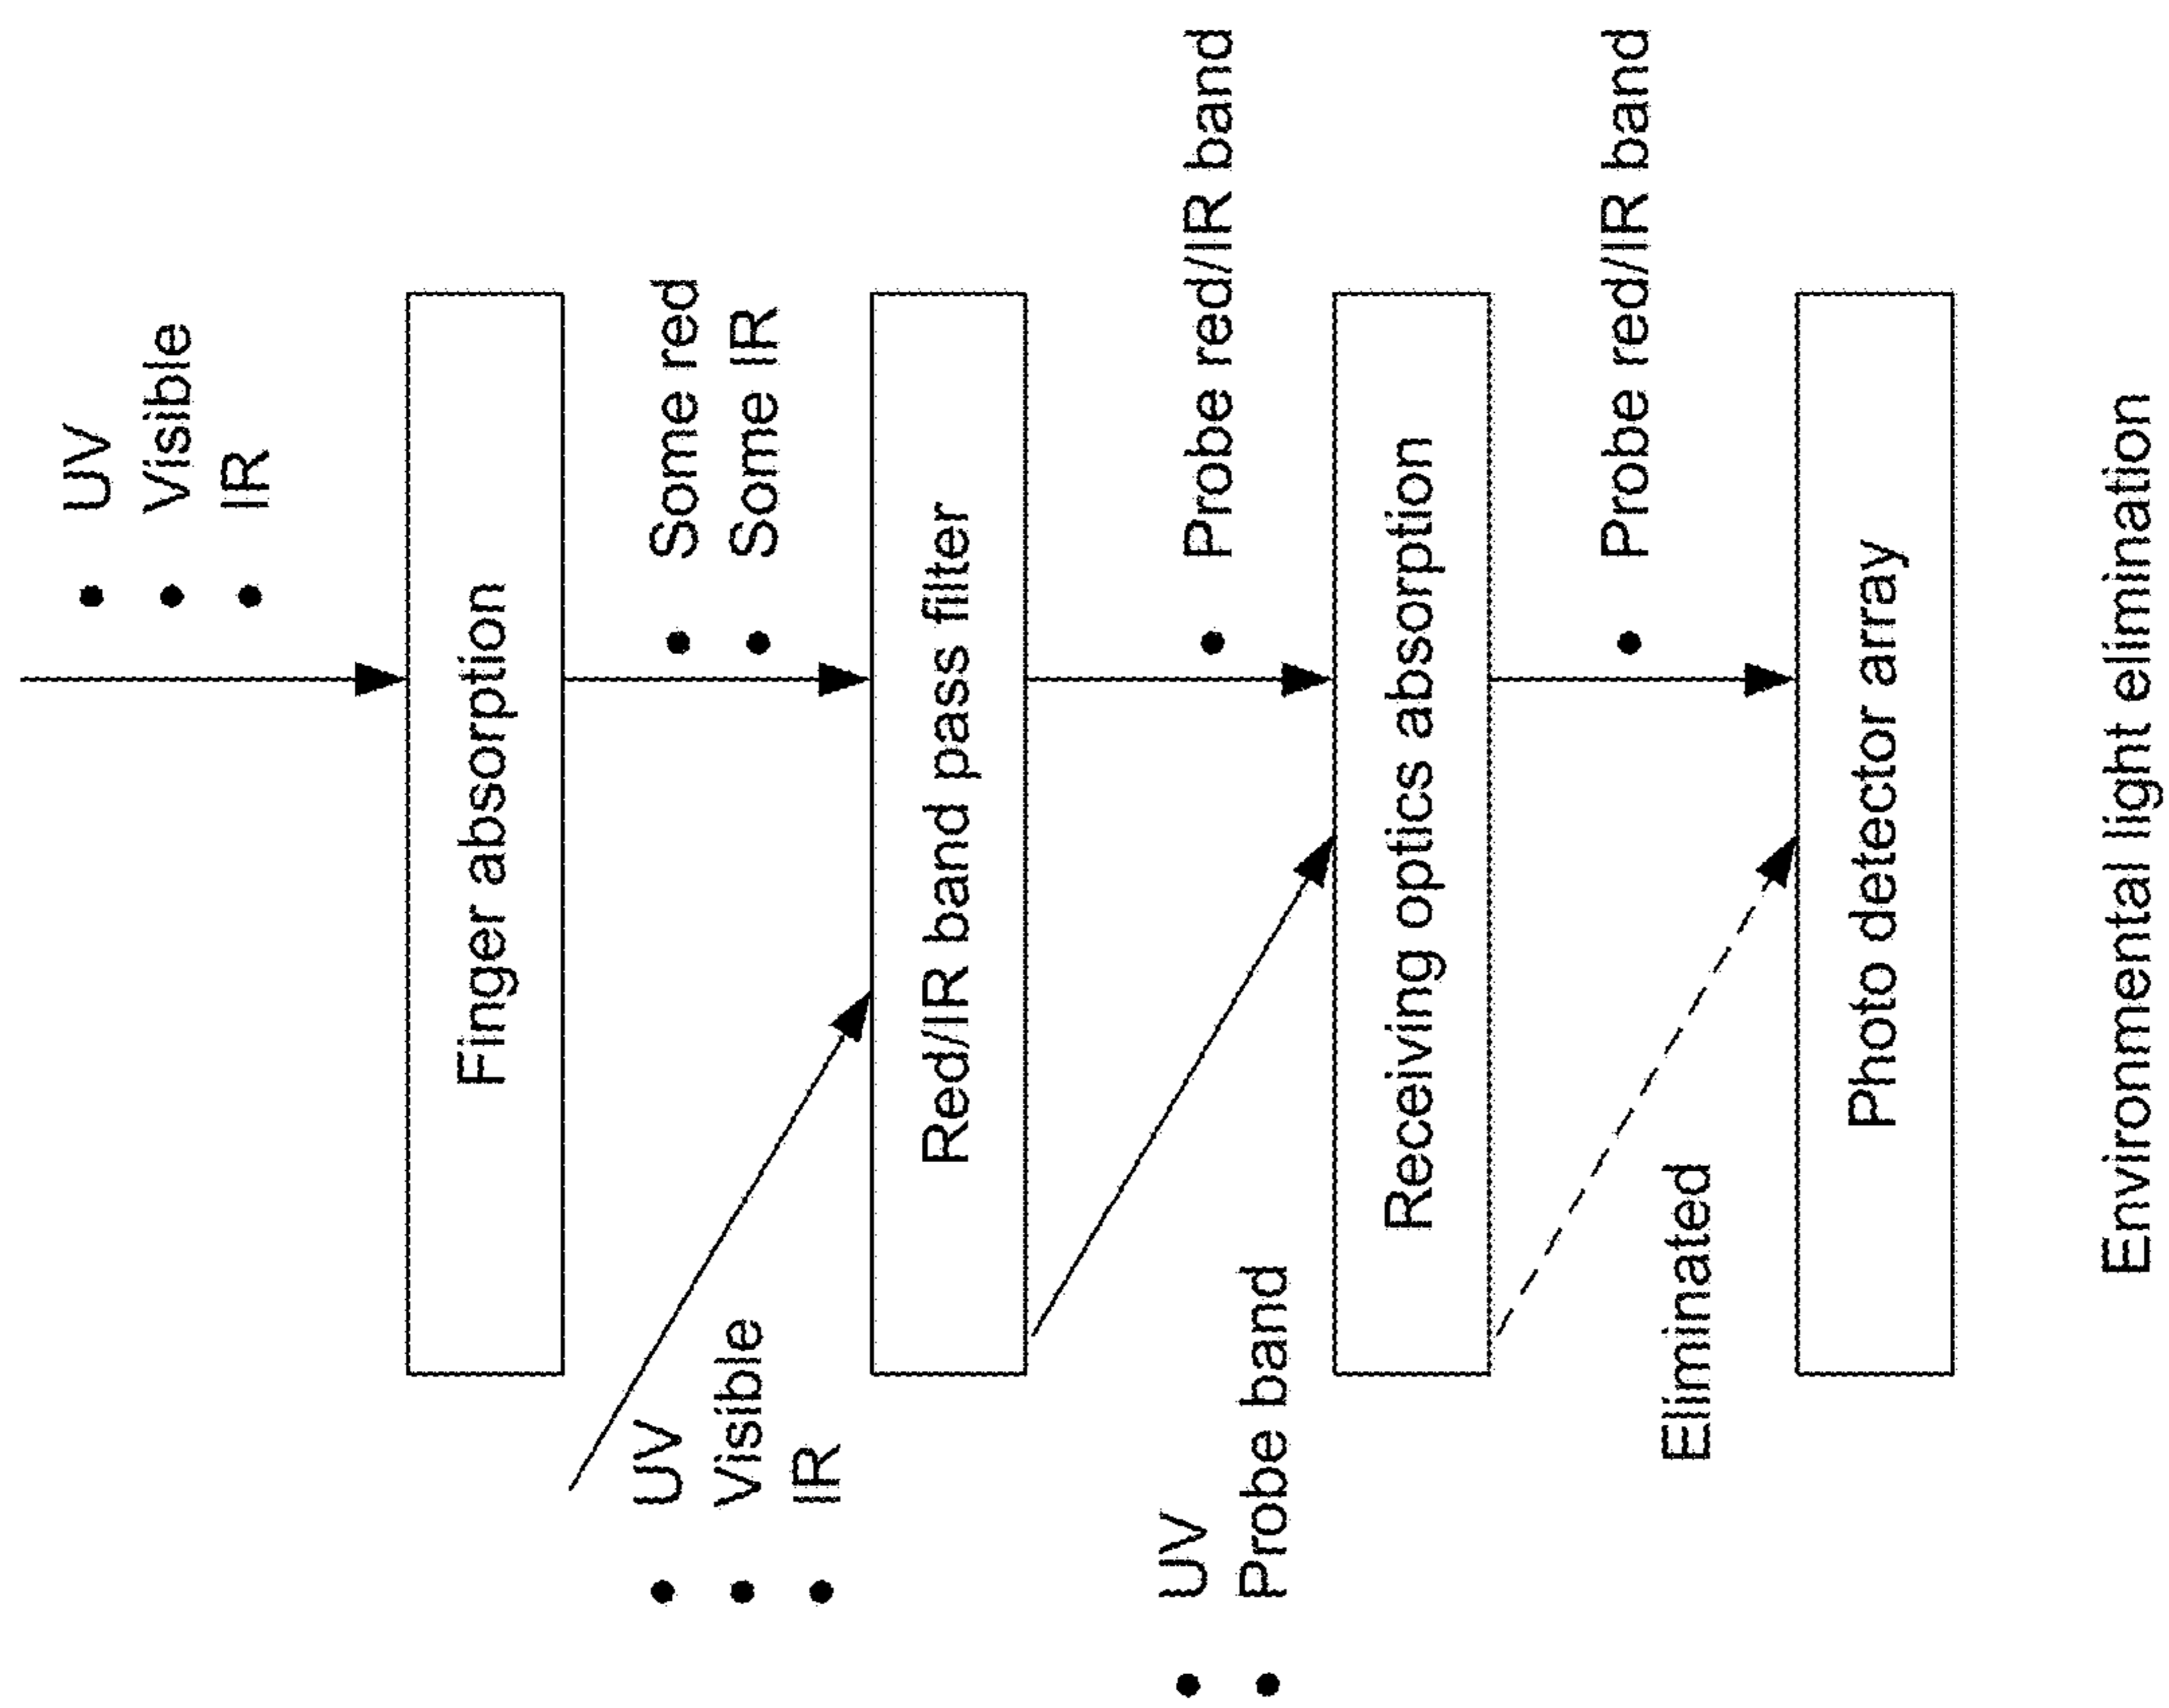 • UV
• Visible
• IR
Finger absorption
• Some red
• Some IR
• UV
• Visible
• IR
Red/IR band pass filter
• Probe red/IR band
• UV
• Probe band
Receiving optics absorption
• Probe red/IR band
Eliminated
Photo detector array
Environmental light elimination